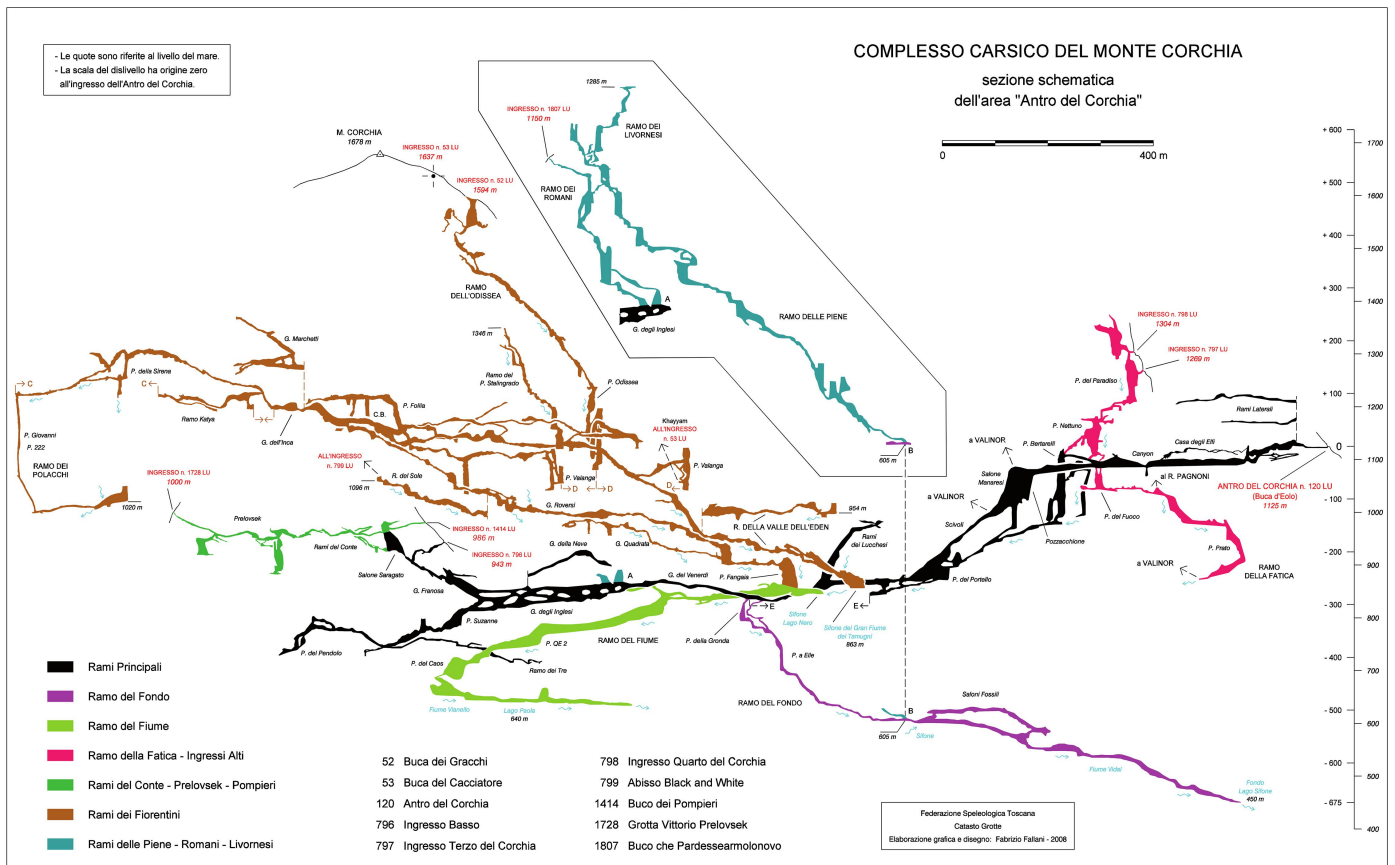 - Le quote sono riferite al livello del mare.
- La scala del dislivello ha origine zero
all'ingresso dell'Antro del Corchia.
COMPLESSO CARSICO DEL MONTE CORCHIA
sezione schematica
dell'area "Antro del Corchia"
0
400 m
1285 m
INGRESSO n. 1807 LU
1150 m
RAMO DEI
LIVORNESI
RAMO DEI
ROMANI
A
G. degli Inglesi
RAMO DELLE PIENE
605 m
B
M. CORCHIA
1678 m
INGRESSO n. 53 LU
1637 m
INGRESSO n. 52 LU
1594 m
RAMO
DELL'ODISSEA
1346 m
Ramo del
P. Stalingrado
P. Odissea
G. Marchetti
P. della Sirena
C
C
Ramo Katya
G. dell'Inca
C.B.
P. Follia
P. Giovanni
P. 222
RAMO DEI
POLACCHI
1020 m
Khayyam
ALL'INGRESSO
n. 53 LU
P. Valanga
D
P. Valanga
D
D
ALL'INGRESSO
n. 799 LU
1096 m
R. del Sole
G. Roversi
INGRESSO n. 1728 LU
1000 m
Prelovsek
Rami del Conte
INGRESSO n. 1414 LU
986 m
INGRESSO n. 796 LU
943 m
Salone Saragato
G. Franosa
G. della Neve
G. Quadrata
954 m
R. DELLA VALLE DELL'EDEN
Rami
dei Lucchesi
A
G. del Venerdì
P. Fangaia
G. degli Inglesi
P. Suzanne
P. del Pendolo
P. del Caos
Ramo dei Tre
P. QE 2
RAMO DEL FIUME
P. della Gronda
E
E
Sifone
Lago Nero
Sifone del Gran Fiume
dei Tamugni
863 m
P. a Elle
RAMO DEL FONDO
Fiume Vianello
Lago Paola
640 m
605 m
B
Sifone
Saloni Fossili
Fiume Vidal
Fondo
Lago Sifone
450 m
INGRESSO n. 798 LU
1304 m
INGRESSO n. 797 LU
1269 m
P. del Paradiso
P. Nettuno
P. Bertarelli
a VALINOR
Salone
Manaresi
a VALINOR
Scivoli
Pozzacchione
P. del Portello
Rami Laterali
Casa degli Elfi
Canyon
al R. PAGNONI
P. del Fuoco
P. Prato
a VALINOR
RAMO
DELLA FATICA
ANTRO DEL CORCHIA n. 120 LU
(Buca d'Eolo)
1125 m
+ 600
+ 500
+ 400
+ 300
+ 200
+ 100
0
- 100
- 200
- 300
- 400
- 500
- 600
- 675
1700
1600
1500
1400
1300
1200
1100
1000
900
800
700
600
500
400
Rami Principali
Ramo del Fondo
Ramo del Fiume
Ramo della Fatica - Ingressi Alti
Rami del Conte - Prelovsek - Pompieri
Rami dei Fiorentini
Rami delle Piene - Romani - Livornesi
52 Buca dei Gracchi
53 Buca del Cacciatore
120 Antro del Corchia
796 Ingresso Basso
797 Ingresso Terzo del Corchia
798 Ingresso Quarto del Corchia
799 Abisso Black and White
1414 Buco dei Pompieri
1728 Grotta Vittorio Prelovsek
1807 Buco che Pardessearmolonovo
Federazione Speleologica Toscana
Catasto Grotte
Elaborazione grafica e disegno: Fabrizio Fallani - 2008